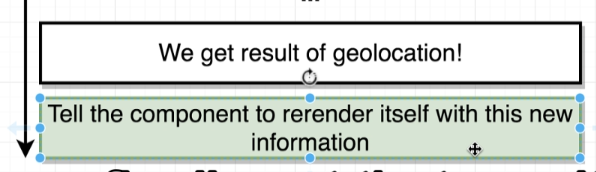 We get result of geolocation!
Tell the component to rerender itself with this new
information